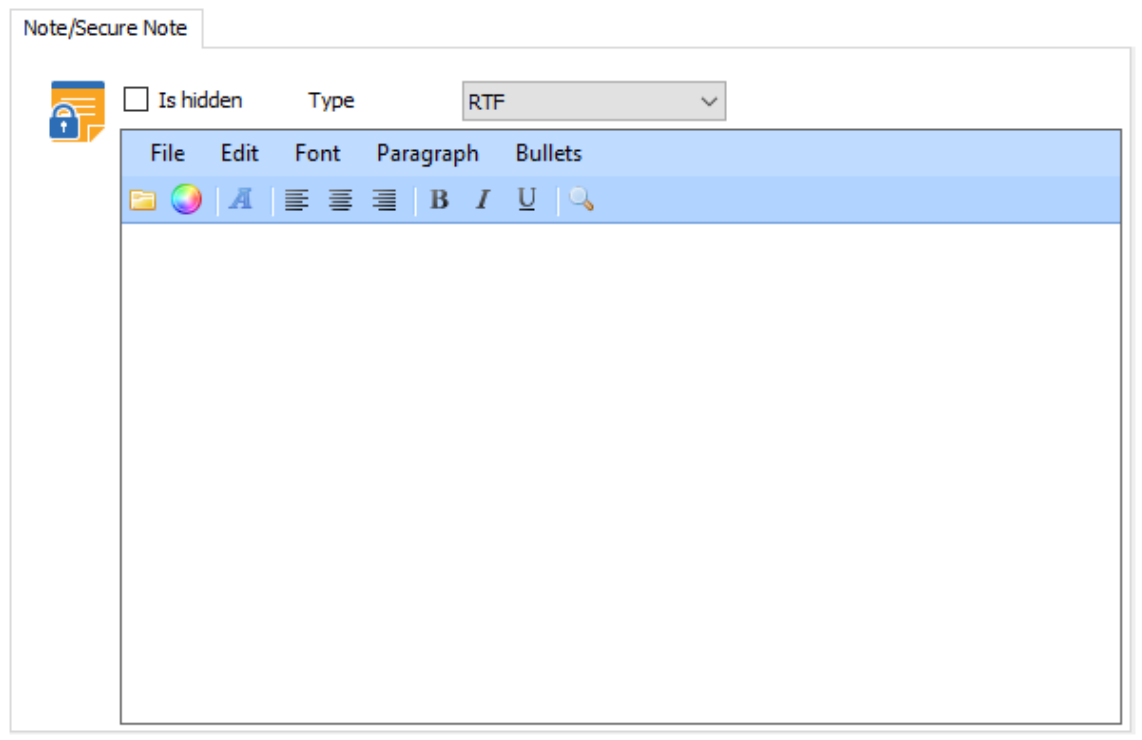 Note/Secure Note
Is hidden Type RTF
File Edit Font Paragraph Bullets
A B I U